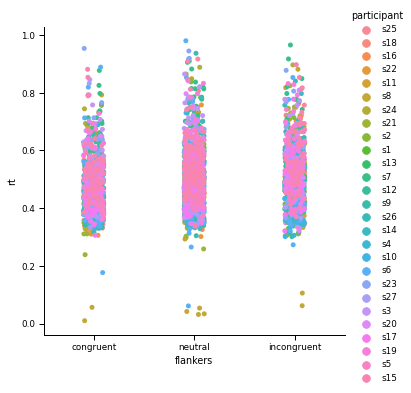 participant
s25
s18
s16
s22
s11
s8
s24
s21
s2
s1
s13
s7
s12
s9
s26
s14
s4
s10
s6
s23
s27
s3
s20
s17
s19
s5
s15
1.0
0.8
0.6
0.4
0.2
0.0
rt
congruent neutral incongruent
flankers